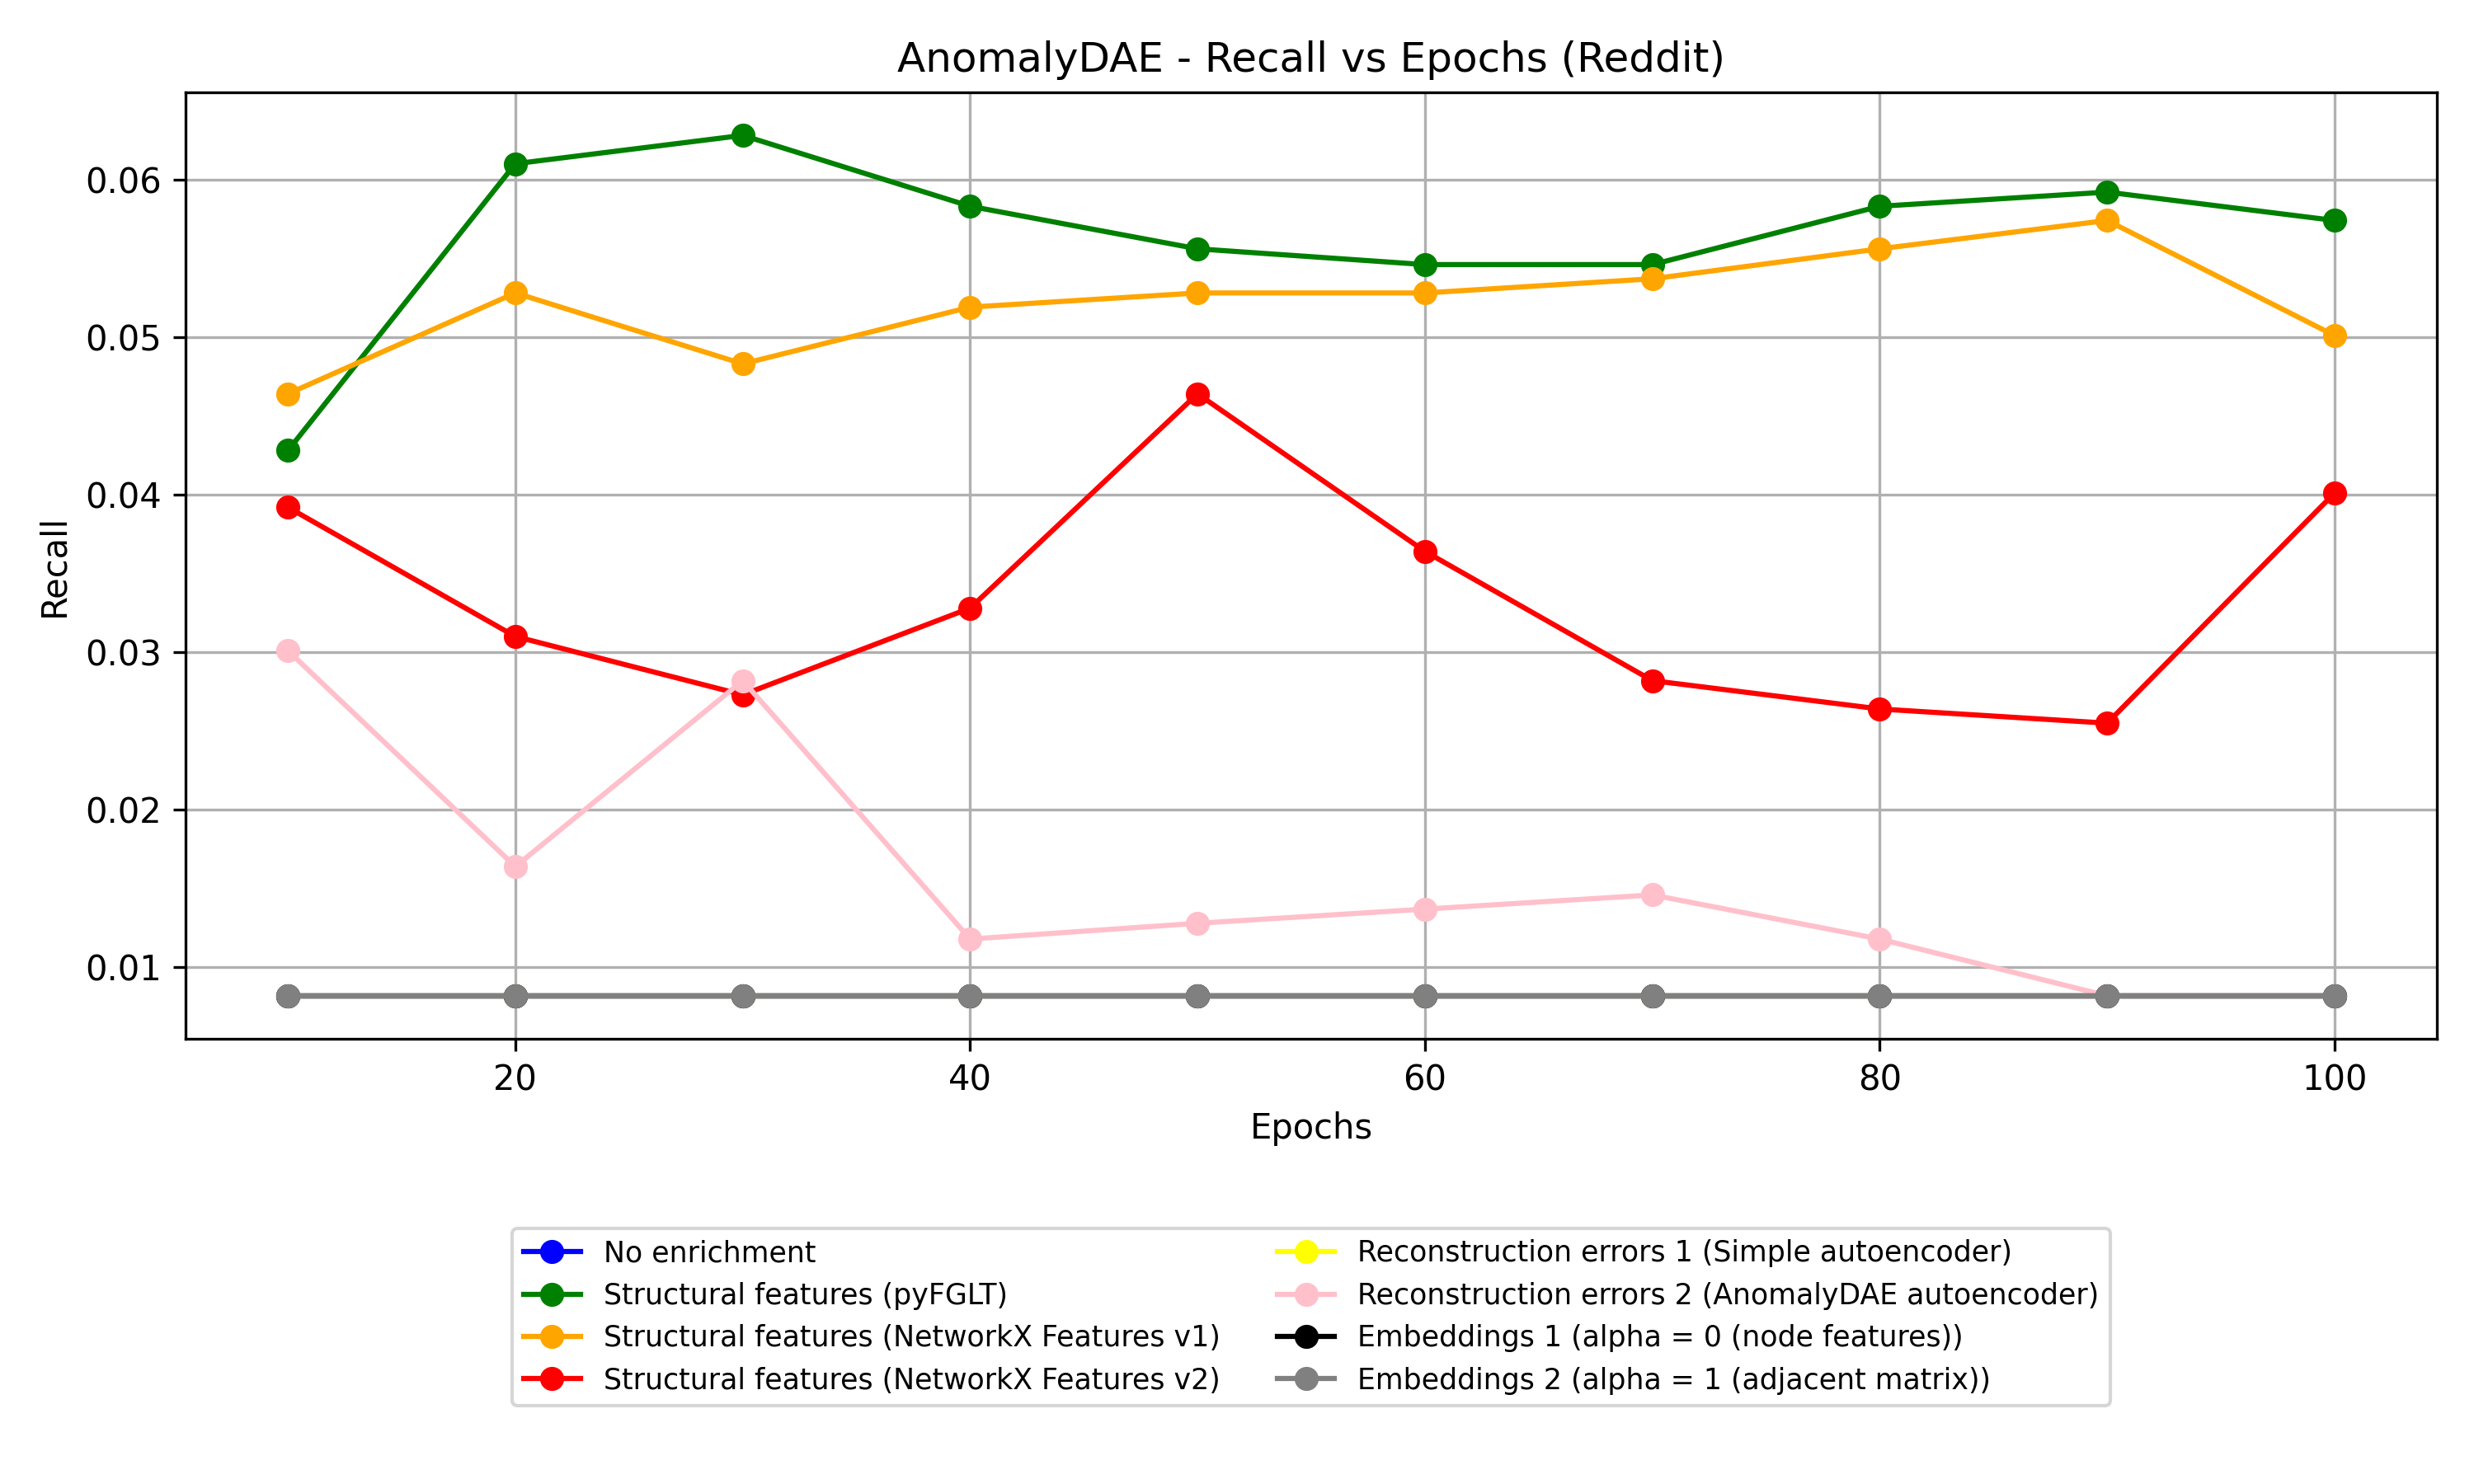 AnomalyDAE - Recall vs Epochs (Reddit)
0.06
0.05
0.04
0.03
0.02
0.01
Recall
20 40 60 80 100
Epochs
No enrichment
Structural features (pyFGLT)
Structural features (NetworkX Features v1)
Structural features (NetworkX Features v2)
Reconstruction errors 1 (Simple autoencoder)
Reconstruction errors 2 (AnomalyDAE autoencoder)
Embeddings 1 (alpha = 0 (node features))
Embeddings 2 (alpha = 1 (adjacent matrix))